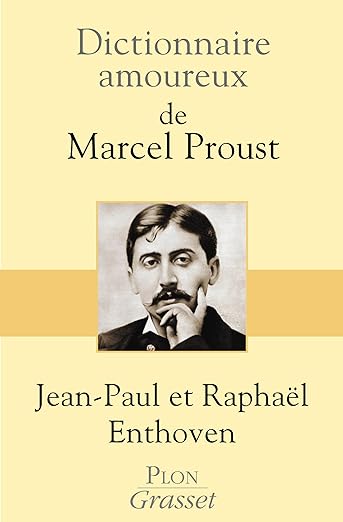 Dictionnaire
amoureux
de
Marcel Proust
Jean-Paul et Raphaël
Enthoven
PLON
Grasset